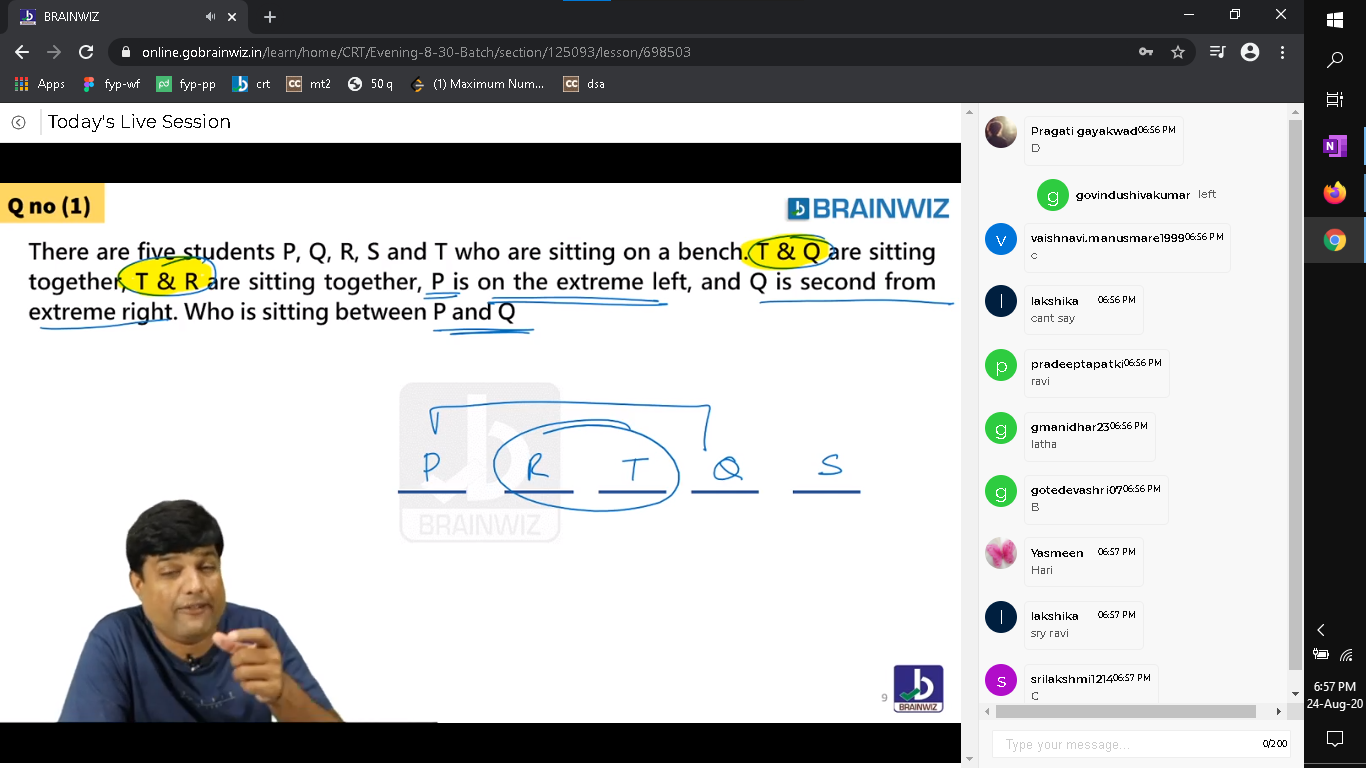 BRAINWIZ
online.gobrainwiz.in/learn/home/CRT/Evening-8-30-Batch/section/125093/lesson/698503
Apps fyp-wf fyp-pp crt mt2 50 q (1) Maximum Num... dsa
Today's Live Session
Q no (1)
BRAINWIZ
There are five students P, Q, R, S and T who are sitting on a bench. T & Q are sitting
together, T & R are sitting together, P is on the extreme left, and Q is second from
extreme right. Who is sitting between P and Q
P R T Q S
BRAINWIZ
9
BRAINWIZ
Pragati gayakwad 06:56 PM
D
g govindushivakumar left
v vaishnavi.manusmare1999 06:56 PM
c
l lakshika 06:56 PM
cant say
p pradeeptapatki 06:56 PM
ravi
g gmanidhar23 06:56 PM
latha
g gotedevashri07 06:56 PM
B
Yasmeen 06:57 PM
Hari
l lakshika 06:57 PM
sry ravi
s srilakshmi1214 06:57 PM
C
Type your message... 0/200
N
6:57 PM
24-Aug-20